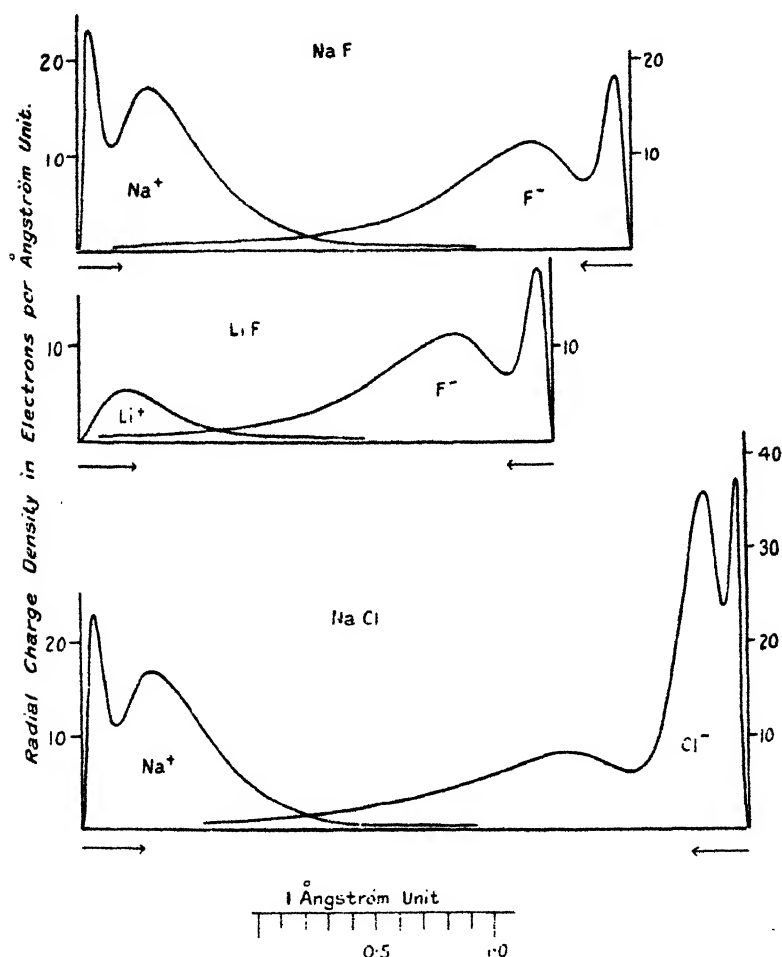 Radial Charge Density in Electrons per Ångström Unit.
Na F
20
10
20
10
Na+
F-
Li F
10
10
Li+
F-
Na Cl
20
10
40
30
20
10
Na+
Cl-
1 Ångström Unit
0.5
1.0